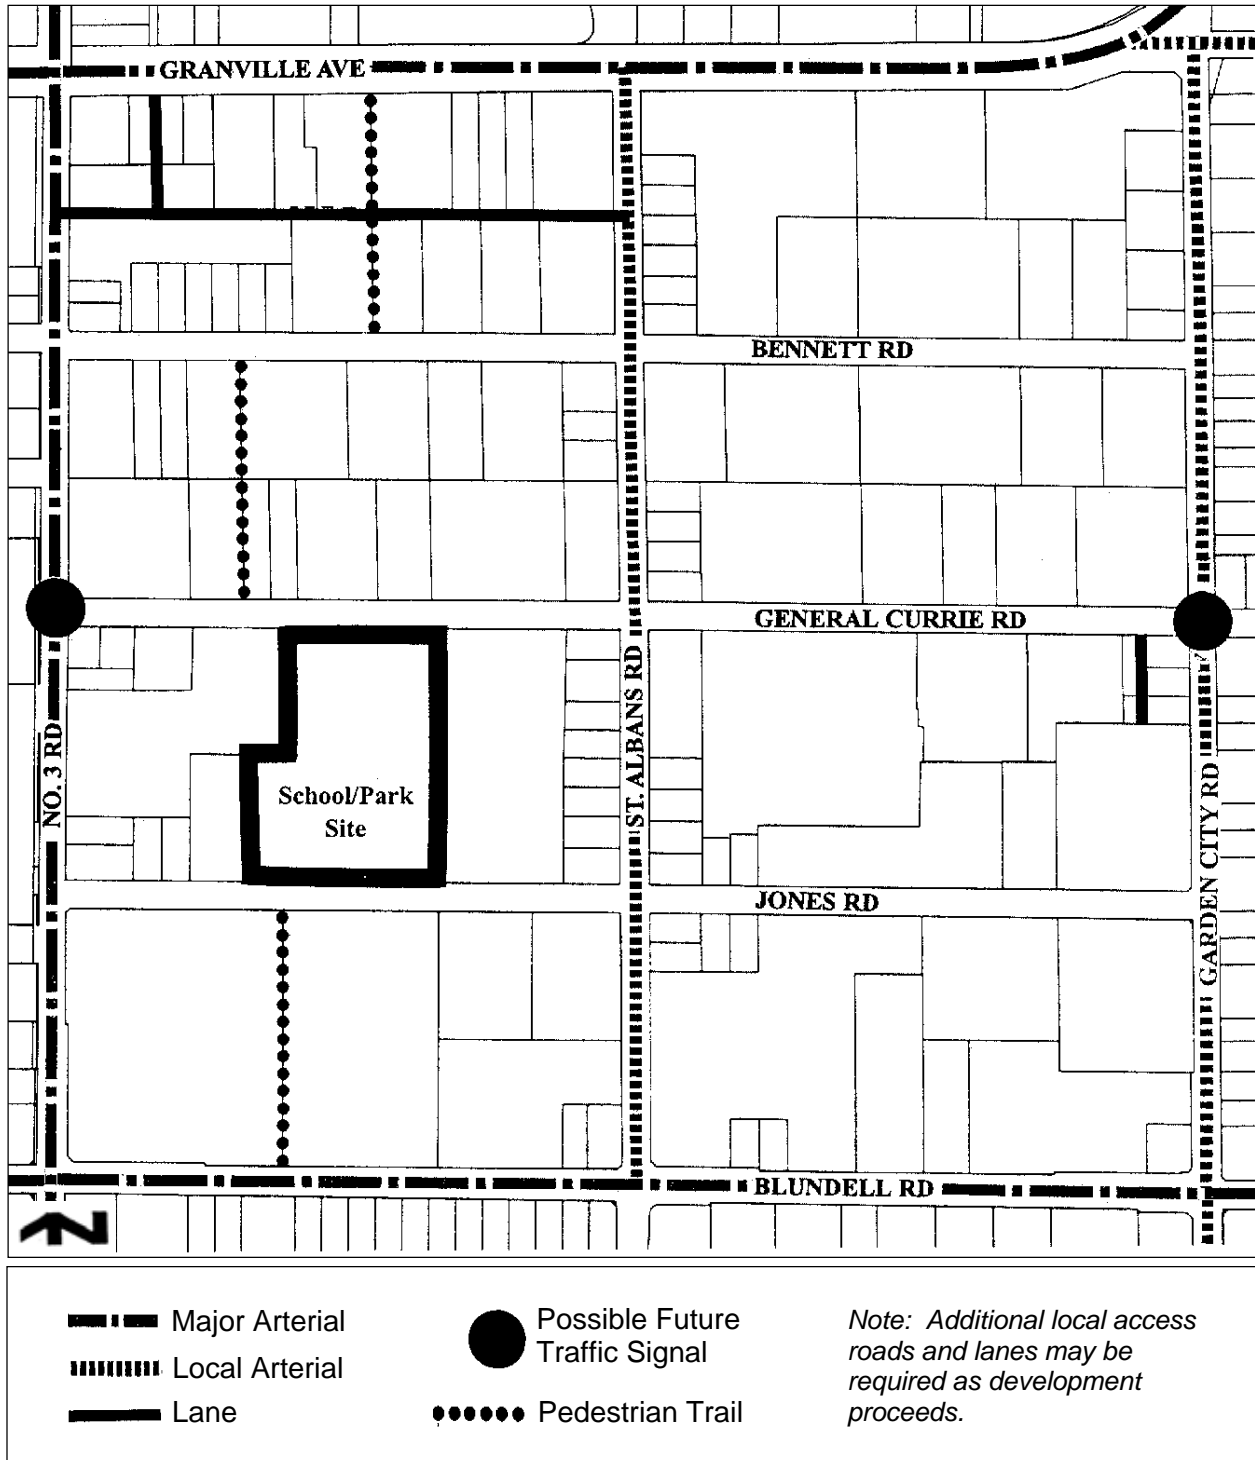 GRANVILLE AVE
BENNETT RD
GENERAL CURRIE RD
NO. 3 RD
ST. ALBANS RD
School/Park
Site
GARDEN CITY RD
JONES RD
BLUNDELL RD
Z
Major Arterial
Local Arterial
Lane
Possible Future
Traffic Signal
Pedestrian Trail
Note: Additional local access
roads and lanes may be
required as development
proceeds.